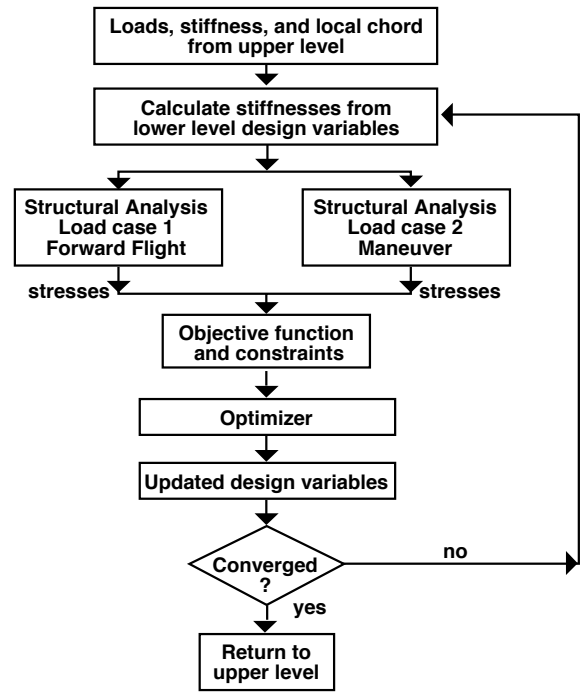 Loads, stiffness, and local chord
from upper level
Calculate stiffnesses from
lower level design variables
Structural Analysis
Load case 1
Forward Flight
Structural Analysis
Load case 2
Maneuver
stresses
stresses
Objective function
and constraints
Optimizer
Updated design variables
Converged
?
no
yes
Return to
upper level